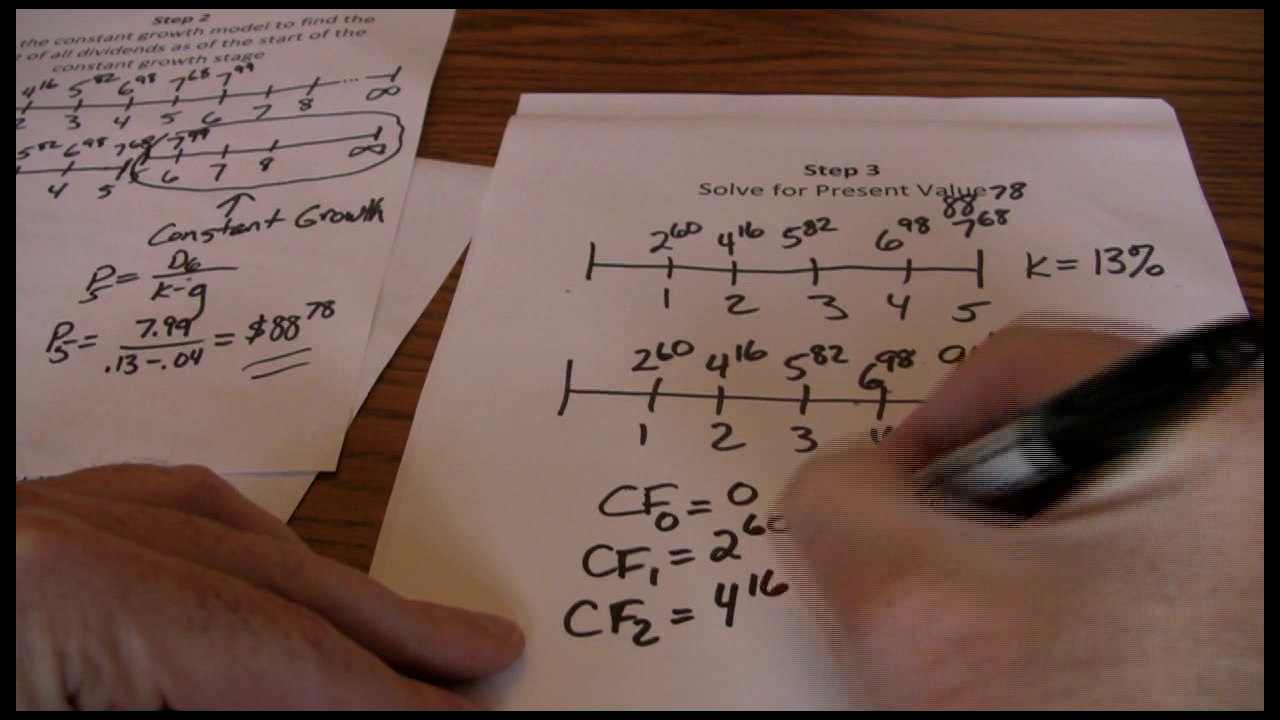 Step 2
the constant growth model to find the
of all dividends as of the start of the
constant growth stage
4^16 5^82 6^98 7^68 7^99
2 3 4 5 6 7 8 ... ∞
5^82 6^98 7^68 7^99
4 5 6 7 8 ∞
Constant Growth
P5 = D6 / K-g
P5 = 7.99 / .13-.04 = $88^78
Step 3
Solve for Present Value
88^78
2^60 4^16 5^82 6^98 7^68
1 2 3 4 5
K = 13%
2^60 4^16 5^82 6^98
1 2 3
CF0 = 0
CF1 = 2^60
CF2 = 4^16